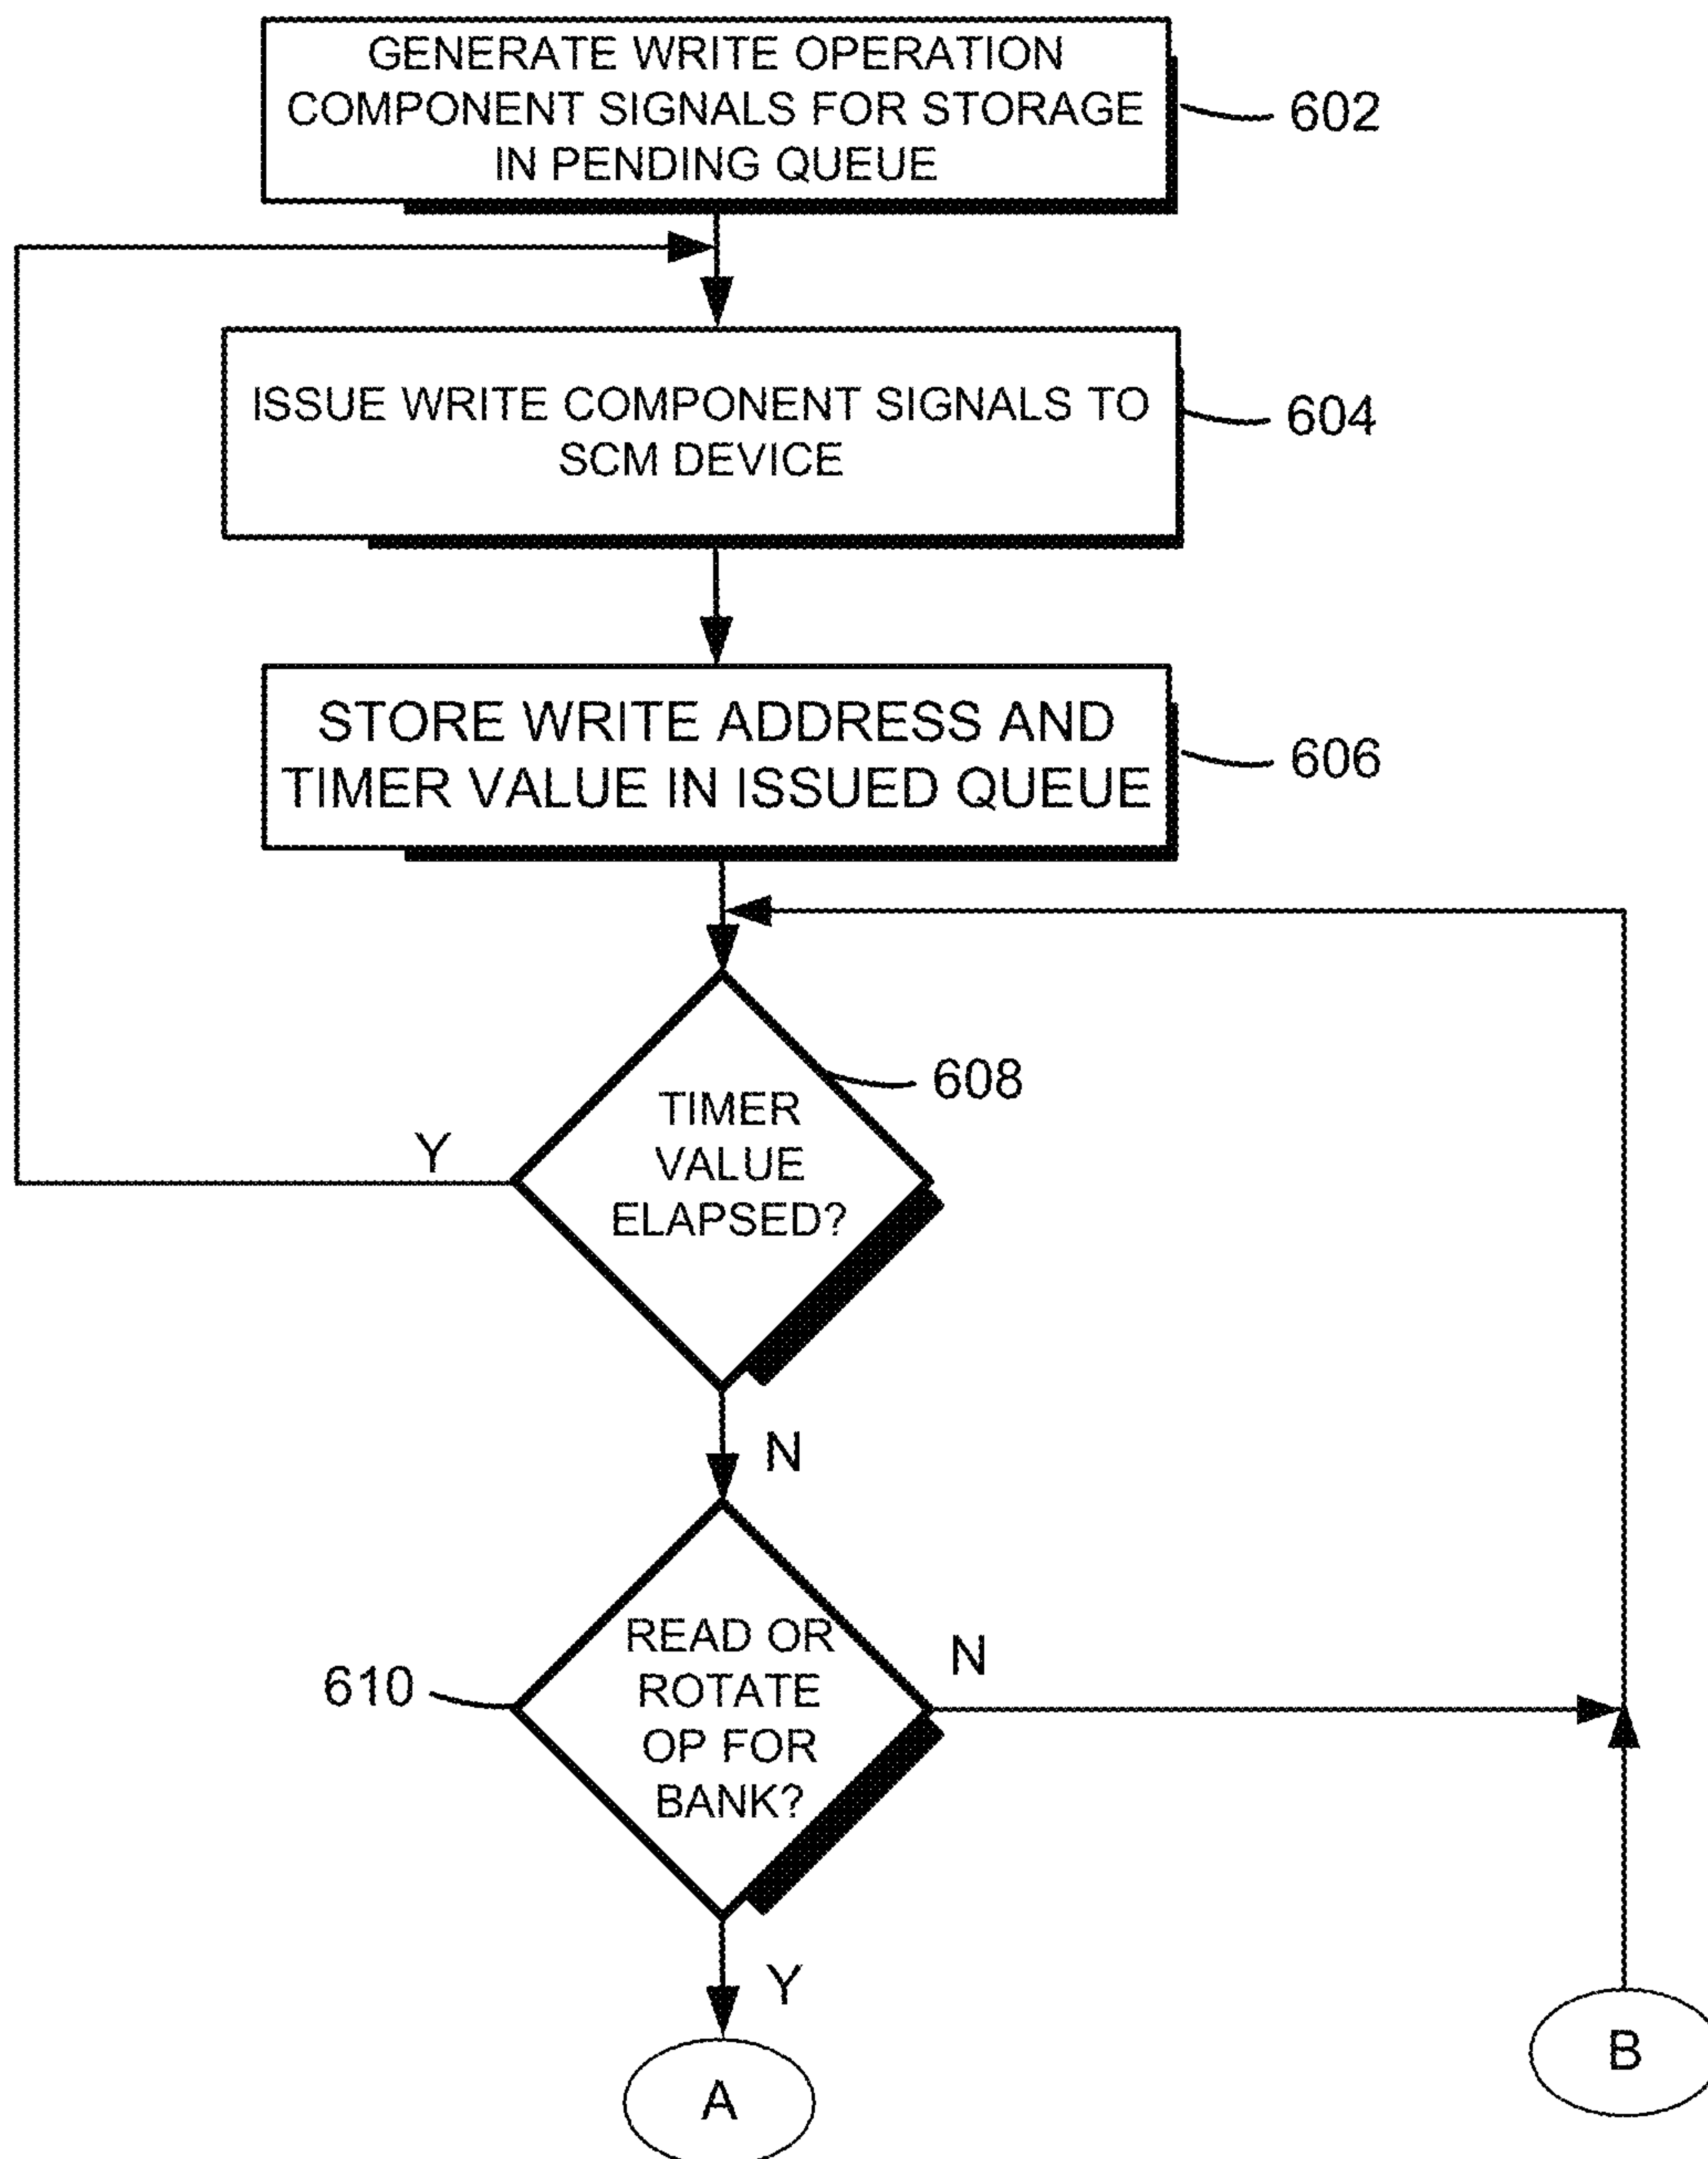 GENERATE WRITE OPERATION
COMPONENT SIGNALS FOR STORAGE
IN PENDING QUEUE
602
ISSUE WRITE COMPONENT SIGNALS TO
SCM DEVICE
604
STORE WRITE ADDRESS AND
TIMER VALUE IN ISSUED QUEUE
606
608
TIMER
VALUE
ELAPSED?
Y
N
READ OR
ROTATE
OP FOR
BANK?
610
N
Y
A
B